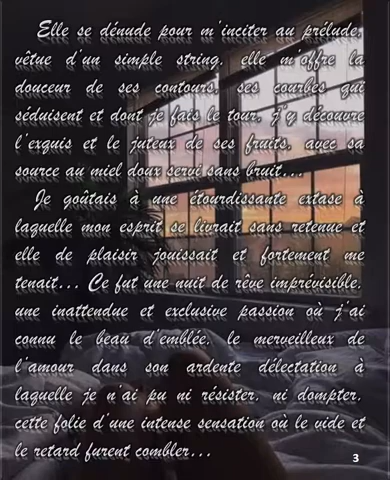 Elle se dénude pour m'inciter au prélude,
vêtue d'un simple string, elle m'offre la
douceur de ses contours, ses courbes qui
séduisent et dont je fais le tour, j'y découvre
l'exquis et le juteux de ses fruits, avec sa
source au miel doux servi sans bruit...
Je goûtais à une étourdissante extase à
laquelle mon esprit se livrait sans retenue et
elle de plaisir jouissait et fortement me
tenait... Ce fut une nuit de rêve imprévisible,
une inattendue et exclusive passion où j'ai
connu le beau d'emblée, le merveilleux de
l'amour dans son ardente délectation à
laquelle je n'ai pu ni résister, ni dompter,
cette folie d'une intense sensation où le vide et
le retard furent combler...
3